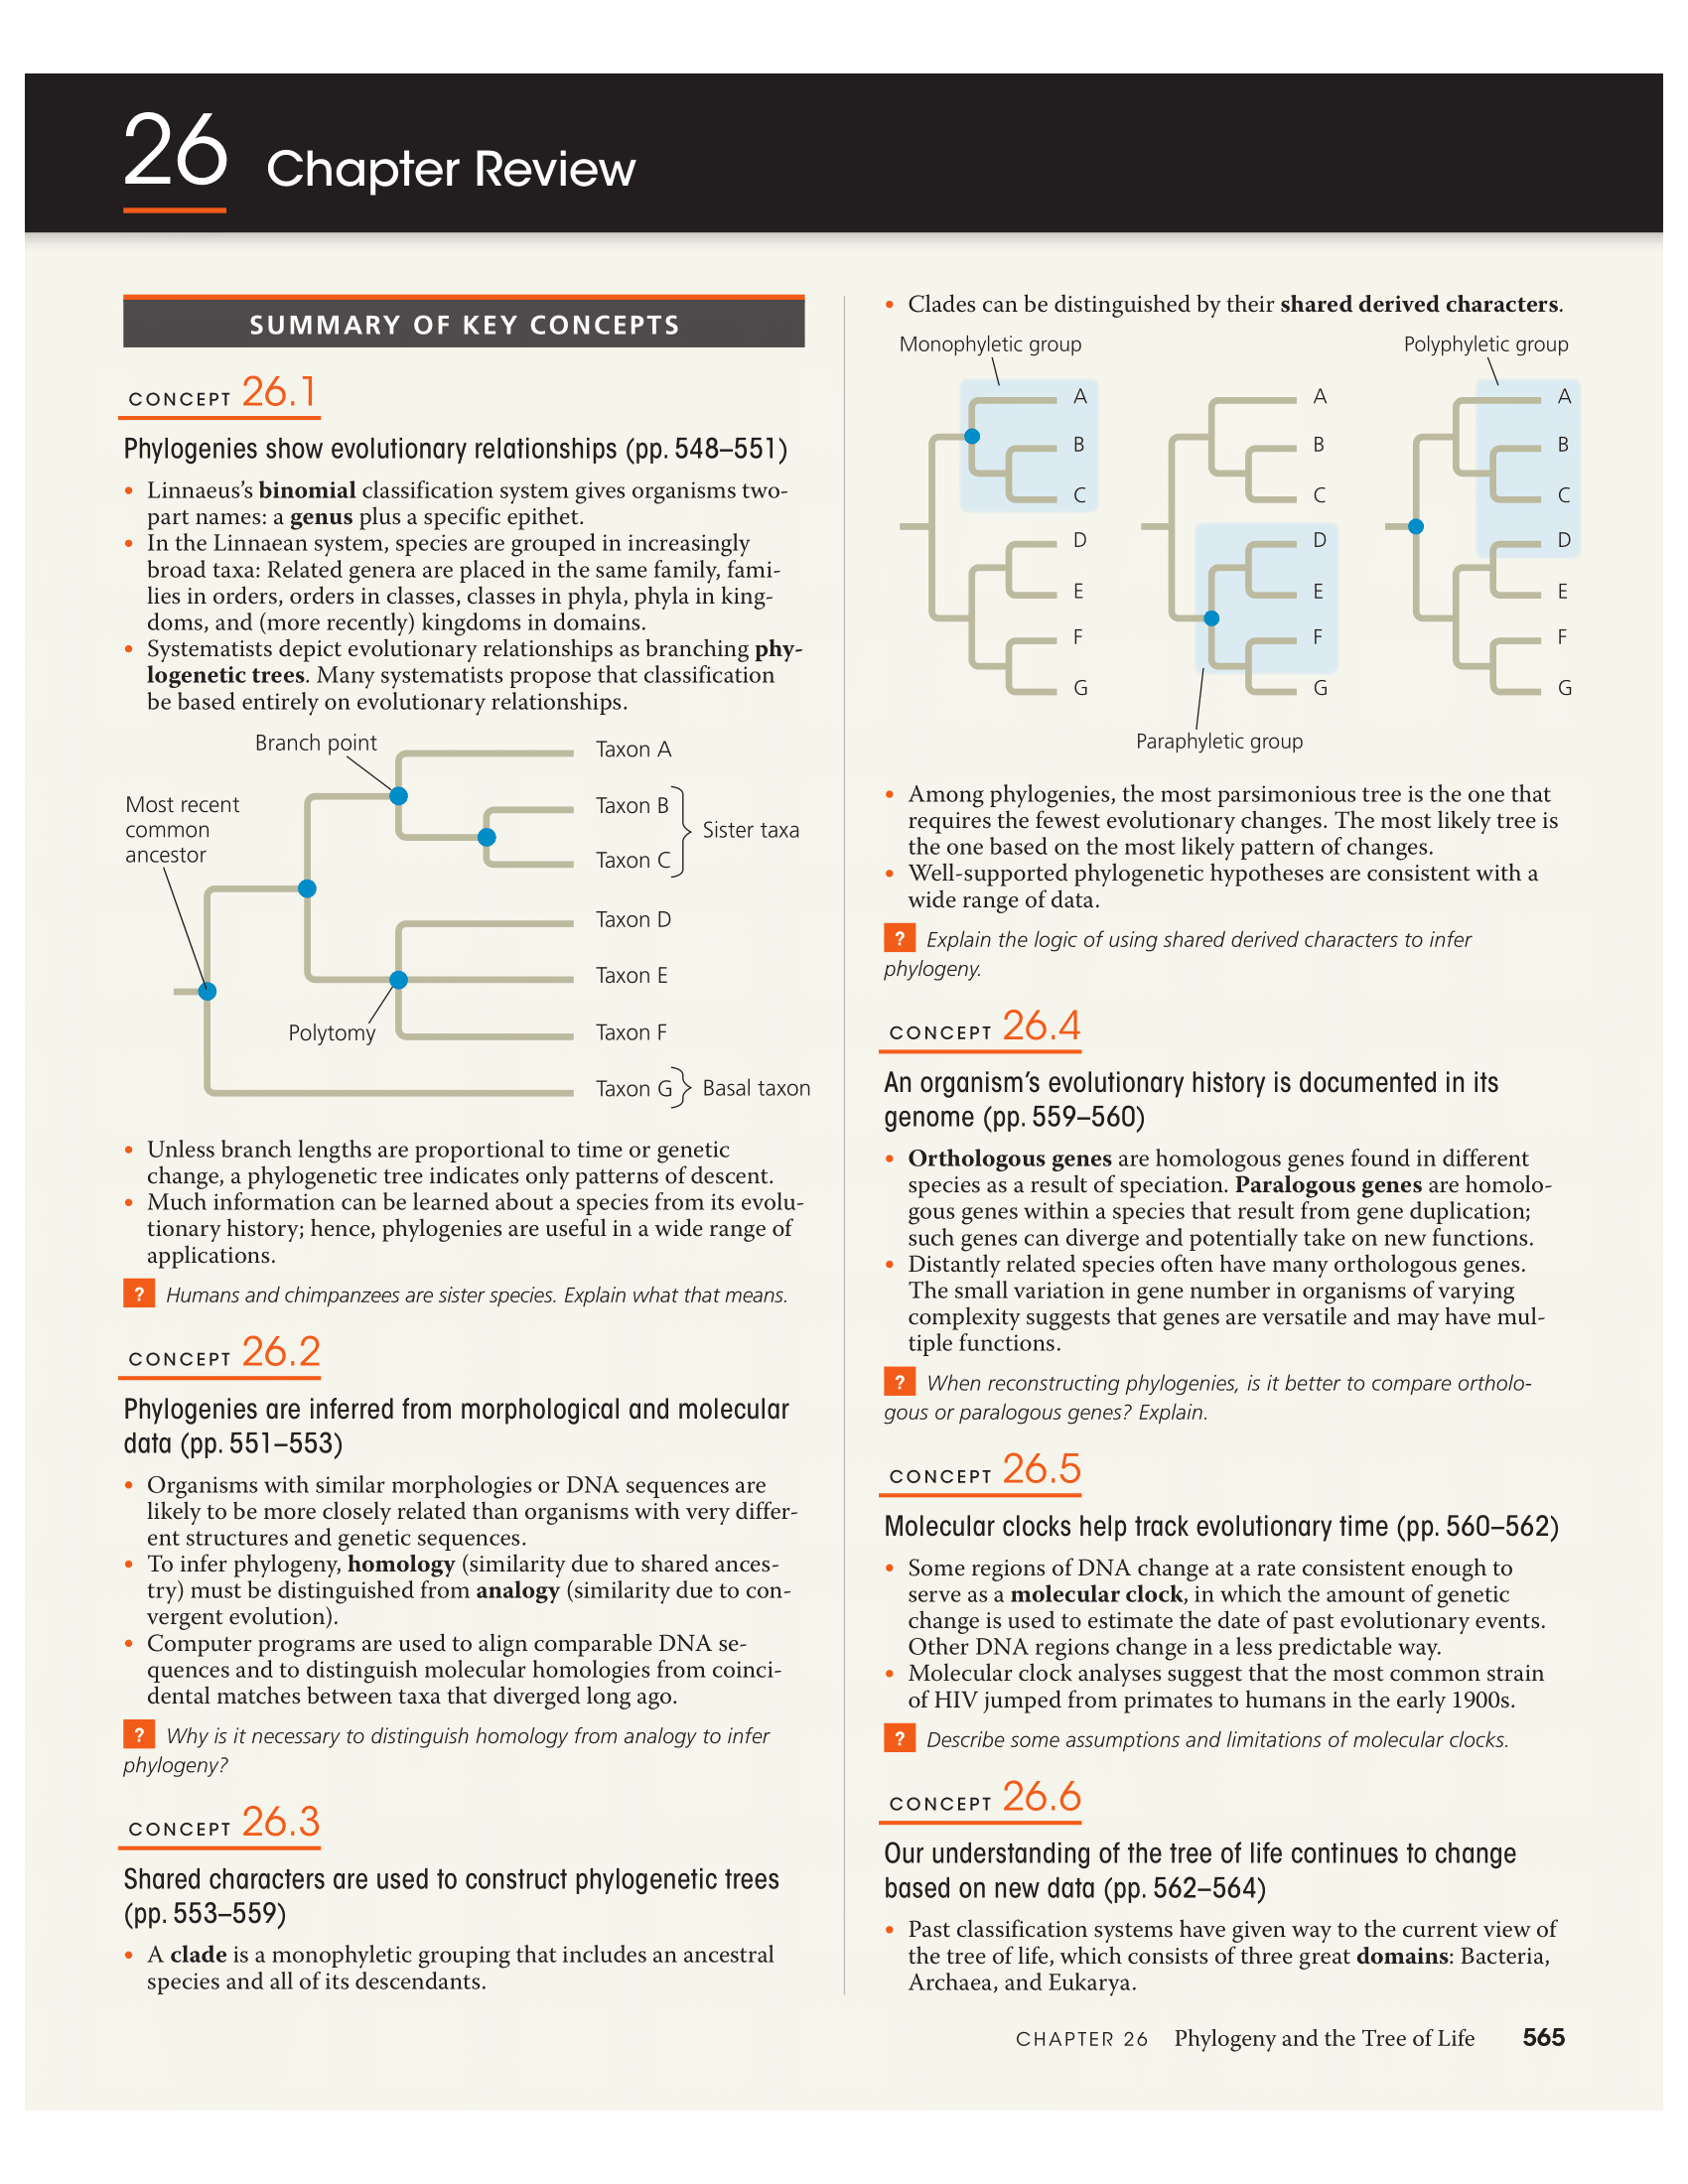 26 Chapter Review
SUMMARY OF KEY CONCEPTS
CONCEPT 26.1
Phylogenies show evolutionary relationships (pp. 548–551)
• Linnaeus’s binomial classification system gives organisms two-
part names: a genus plus a specific epithet.
• In the Linnaean system, species are grouped in increasingly
broad taxa: Related genera are placed in the same family, fami-
lies in orders, orders in classes, classes in phyla, phyla in king-
doms, and (more recently) kingdoms in domains.
• Systematists depict evolutionary relationships as branching phy-
logenetic trees. Many systematists propose that classification
be based entirely on evolutionary relationships.
Branch point
Most recent
common
ancestor
Polytomy
Taxon A
Taxon B
Taxon C
Sister taxa
Taxon D
Taxon E
Taxon F
Taxon G
Basal taxon
• Unless branch lengths are proportional to time or genetic
change, a phylogenetic tree indicates only patterns of descent.
• Much information can be learned about a species from its evolu-
tionary history; hence, phylogenies are useful in a wide range of
applications.
? Humans and chimpanzees are sister species. Explain what that means.
CONCEPT 26.2
Phylogenies are inferred from morphological and molecular
data (pp. 551–553)
• Organisms with similar morphologies or DNA sequences are
likely to be more closely related than organisms with very differ-
ent structures and genetic sequences.
• To infer phylogeny, homology (similarity due to shared ances-
try) must be distinguished from analogy (similarity due to con-
vergent evolution).
• Computer programs are used to align comparable DNA se-
quences and to distinguish molecular homologies from coinci-
dental matches between taxa that diverged long ago.
? Why is it necessary to distinguish homology from analogy to infer
phylogeny?
CONCEPT 26.3
Shared characters are used to construct phylogenetic trees
(pp. 553–559)
• A clade is a monophyletic grouping that includes an ancestral
species and all of its descendants.
• Clades can be distinguished by their shared derived characters.
Monophyletic group
A
B
C
D
E
F
G
A
B
C
D
E
F
G
Paraphyletic group
Polyphyletic group
A
B
C
D
E
F
G
• Among phylogenies, the most parsimonious tree is the one that
requires the fewest evolutionary changes. The most likely tree is
the one based on the most likely pattern of changes.
• Well-supported phylogenetic hypotheses are consistent with a
wide range of data.
? Explain the logic of using shared derived characters to infer
phylogeny.
CONCEPT 26.4
An organism’s evolutionary history is documented in its
genome (pp. 559–560)
• Orthologous genes are homologous genes found in different
species as a result of speciation. Paralogous genes are homolo-
gous genes within a species that result from gene duplication;
such genes can diverge and potentially take on new functions.
• Distantly related species often have many orthologous genes.
The small variation in gene number in organisms of varying
complexity suggests that genes are versatile and may have mul-
tiple functions.
? When reconstructing phylogenies, is it better to compare ortholo-
gous or paralogous genes? Explain.
CONCEPT 26.5
Molecular clocks help track evolutionary time (pp. 560–562)
• Some regions of DNA change at a rate consistent enough to
serve as a molecular clock, in which the amount of genetic
change is used to estimate the date of past evolutionary events.
Other DNA regions change in a less predictable way.
• Molecular clock analyses suggest that the most common strain
of HIV jumped from primates to humans in the early 1900s.
? Describe some assumptions and limitations of molecular clocks.
CONCEPT 26.6
Our understanding of the tree of life continues to change
based on new data (pp. 562–564)
• Past classification systems have given way to the current view of
the tree of life, which consists of three great domains: Bacteria,
Archaea, and Eukarya.
CHAPTER 26 Phylogeny and the Tree of Life 565